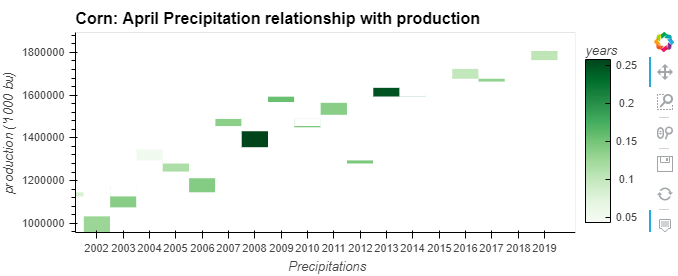 Corn: April Precipitation relationship with production
years
production ('1000 bu)
1800000
1600000
1400000
1200000
1000000
0.25
0.2
0.15
0.1
0.05
2002 2003 2004 2005 2006 2007 2008 2009 2010 2011 2012 2013 2014 2015 2016 2017 2018 2019
Precipitations